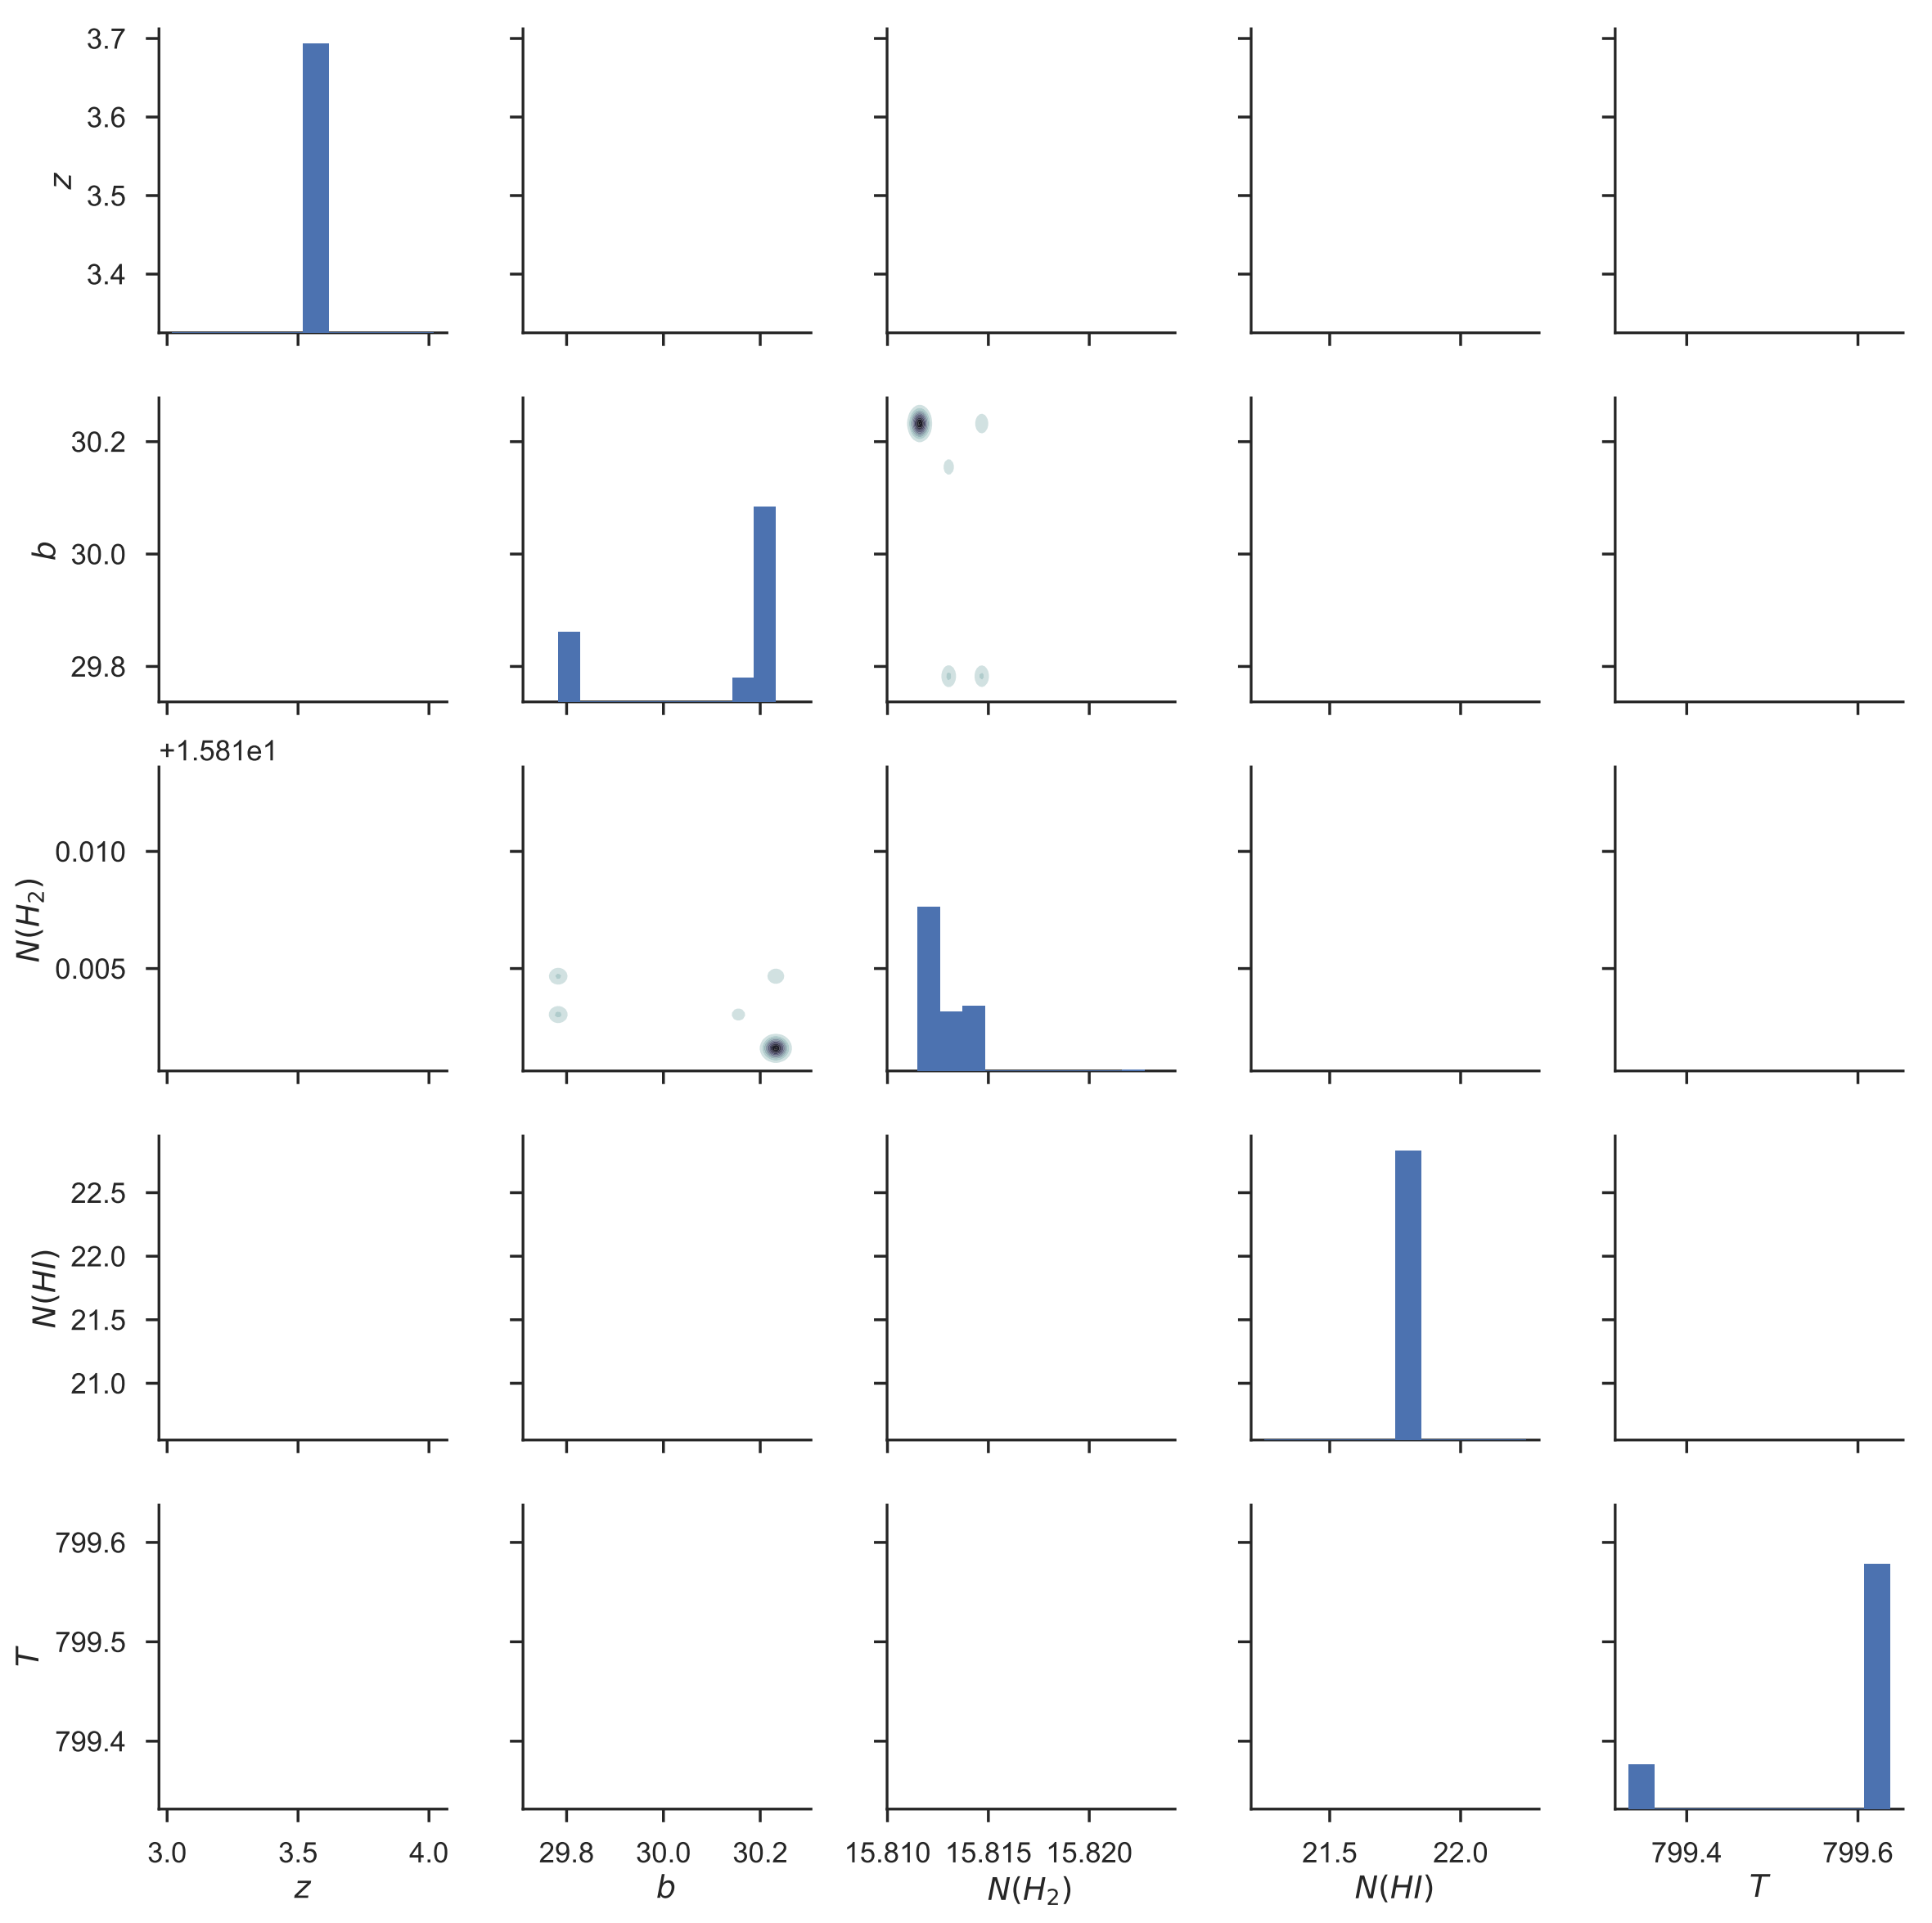 3.7
3.6
3.5
3.4
z
30.2
30.0
29.8
b
+1.581e1
0.010
0.005
N(H₂)
22.5
22.0
21.5
21.0
N(HI)
799.6
799.5
799.4
T
3.0 3.5 4.0 29.8 30.0 30.2 15.810 15.815 15.820 21.5 22.0 799.4 799.6
z b N(H₂) N(HI) T